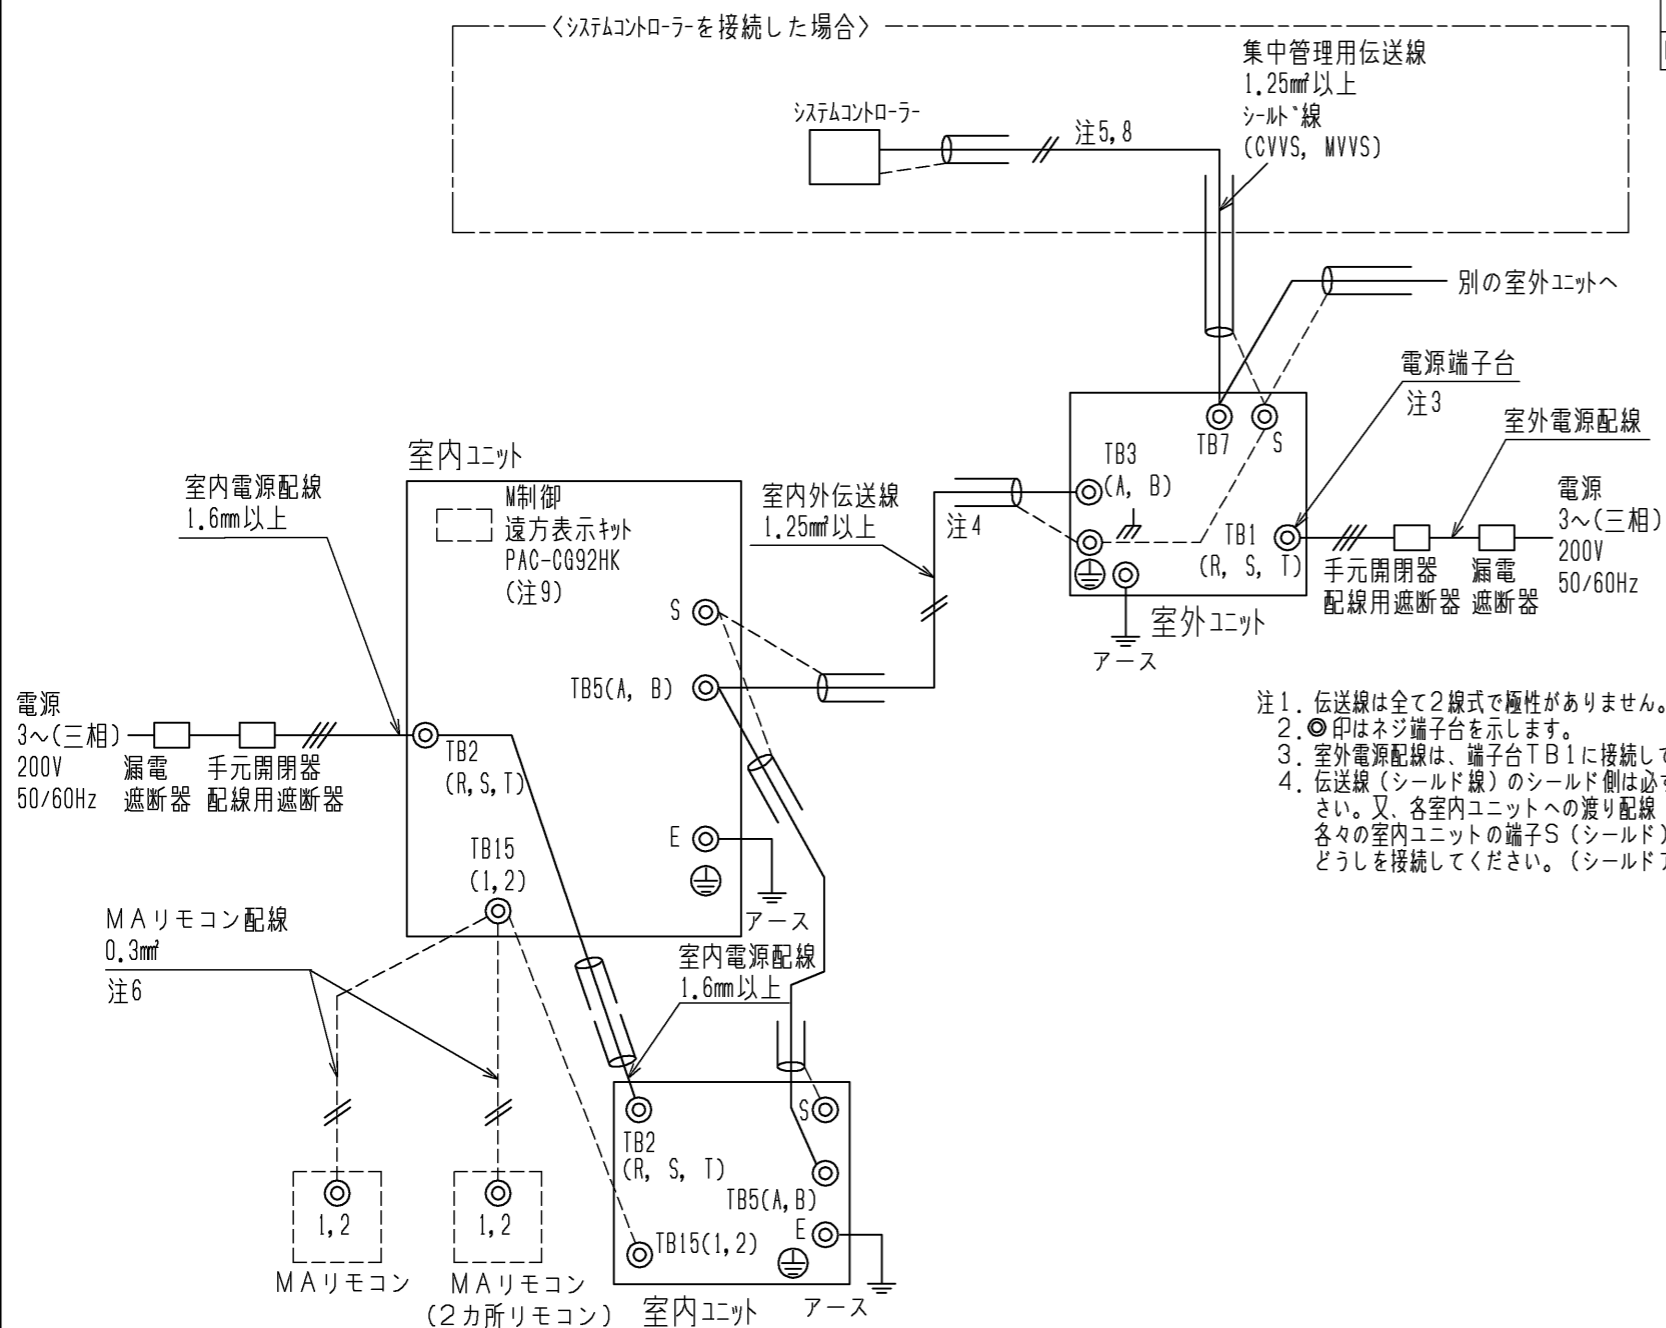 〈システムコントローラーを接続した場合〉
集中管理用伝送線
1.25㎟以上
シールド線
(CVVS, MVVS)
システムコントローラー
注5,8
別の室外ユニットへ
電源端子台
注3
室外電源配線
TB7
S
TB3
(A, B)
TB1
(R, S, T)
電源
3～(三相)
200V
50/60Hz
手元開閉器
配線用遮断器
漏電
遮断器
室外ユニット
アース
室内ユニット
M制御
遠方表示キット
PAC-CG92HK
(注9)
室内電源配線
1.6mm以上
室内外伝送線
1.25㎟以上
注4
S
TB5(A, B)
電源
3～(三相)
200V
50/60Hz
漏電
遮断器
手元開閉器
配線用遮断器
TB2
(R,S,T)
E
TB15
(1,2)
アース
注1. 伝送線は全て2線式で極性がありません。
2. ◎印はネジ端子台を示します。
3. 室外電源配線は、端子台TB1に接続して
4. 伝送線(シールド線)のシールド側は必ず
さい。又、各室内ユニットへの渡り配線
各々の室内ユニットの端子S(シールド)
どうしを接続してください。(シールドア
MAリモコン配線
0.3㎟
注6
室内電源配線
1.6mm以上
S
TB2
(R, S, T)
TB5(A,B)
E
TB15(1,2)
1,2
1,2
MAリモコン
MAリモコン
(2カ所リモコン)
室内ユニット
アース